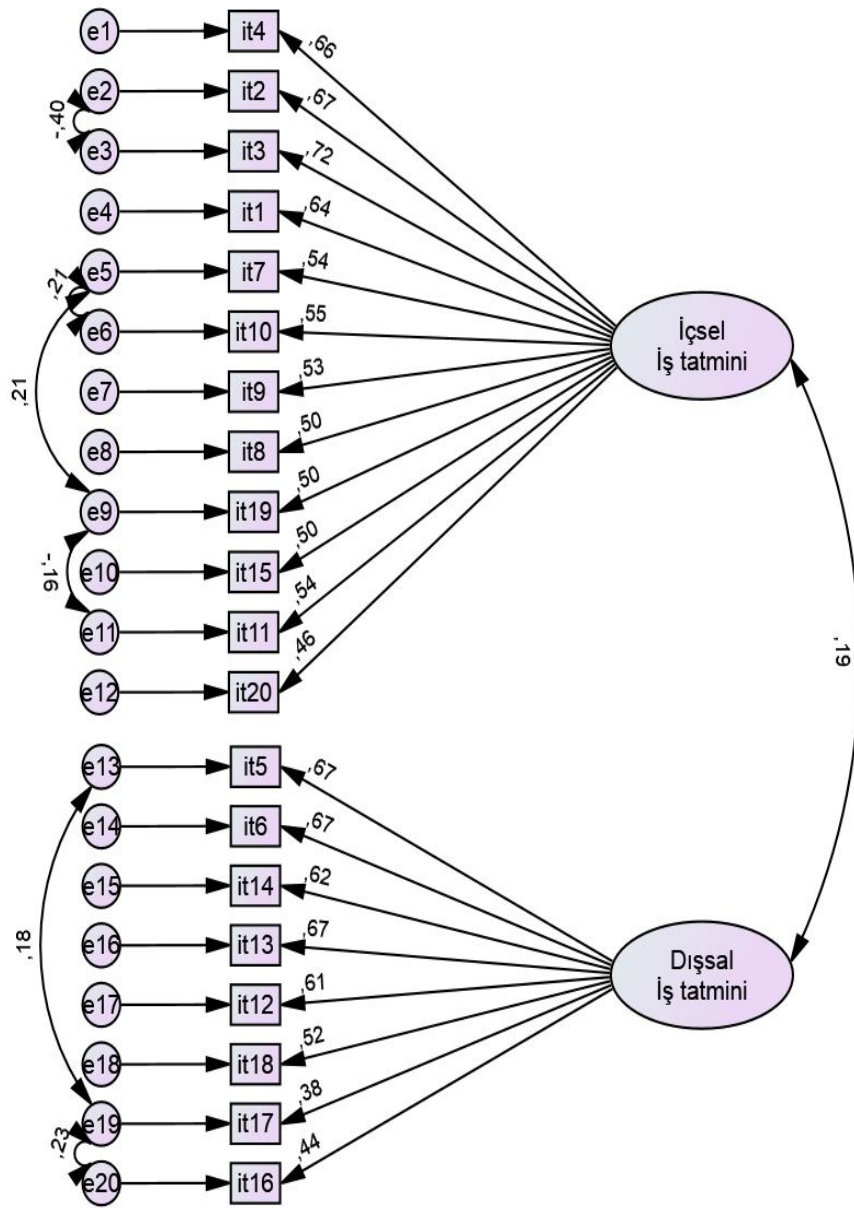 e1
it4
,66
e2
it2
,67
-,40
e3
it3
,72
e4
it1
,64
e5
it7
,54
,21
e6
it10
,55
,21
e7
it9
,53
e8
it8
,50
e9
it19
,50
-,16
e10
it15
,50
e11
it11
,54
e12
it20
,46
İçsel
İş tatmini
,19
e13
it5
,67
e14
it6
,67
e15
it14
,62
,18
e16
it13
,67
e17
it12
,61
e18
it18
,52
e19
it17
,38
,23
e20
it16
,44
Dışsal
İş tatmini